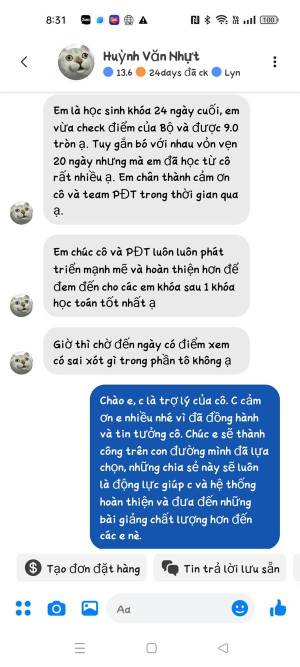 8:31
Huỳnh Văn Nhựt
13.6 24days đã ck Lyn
Em là học sinh khóa 24 ngày cuối, em
vừa check điểm của Bộ và được 9.0
tròn ạ. Tuy gắn bó với nhau vỏn vẹn
20 ngày nhưng mà em đã học từ cô
rất nhiều ạ. Em chân thành cảm ơn
cô và team PĐT trong thời gian qua
ạ.
Em chúc cô và PĐT luôn luôn phát
triển mạnh mẽ và hoàn thiện hơn để
đem đến cho các em khóa sau 1 khóa
học toán tốt nhất ạ
Giờ thì chờ đến ngày có điểm xem
có sai xót gì trong phần tô không ạ
Chào e, c là trợ lý của cô. C cảm
ơn e nhiều nhé vì đã đồng hành
và tin tưởng cô. Chúc e sẽ thành
công trên con đường mình đã lựa
chọn, những chia sẻ này sẽ luôn
là động lực giúp c và hệ thống
hoàn thiện và đưa đến những
bài giảng chất lượng hơn đến
các e nè.
Tạo đơn đặt hàng
Tin trả lời lưu sẵn
Aa